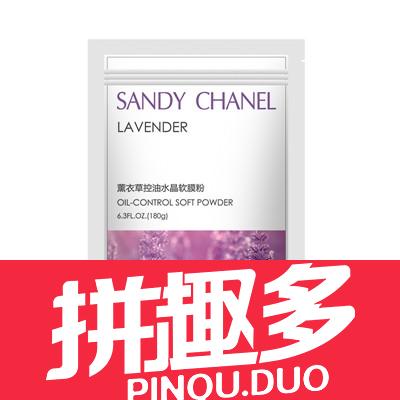 SANDY CHANEL
LAVENDER
薰衣草控油水晶软膜粉
OIL-CONTROL SOFT POWDER
6.3FL.OZ.(180g)
拼趣多
PINQU.DUO